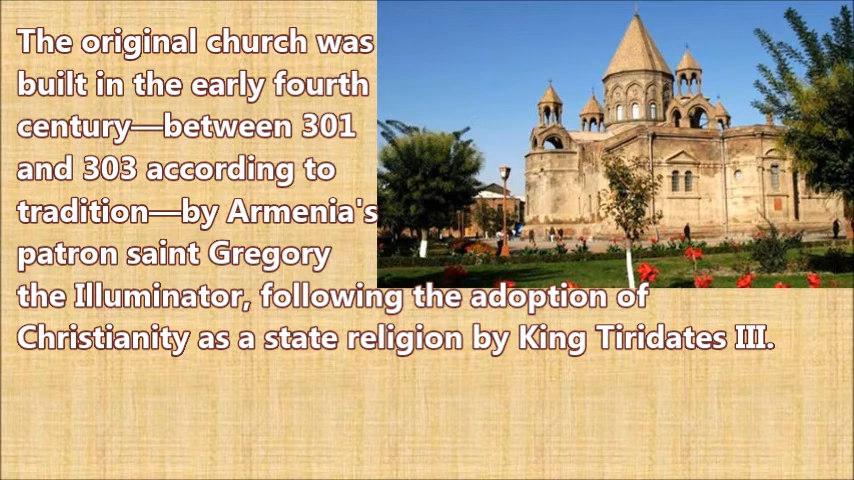 The original church was
built in the early fourth
century—between 301
and 303 according to
tradition—by Armenia's
patron saint Gregory
the Illuminator, following the adoption of
Christianity as a state religion by King Tiridates III.